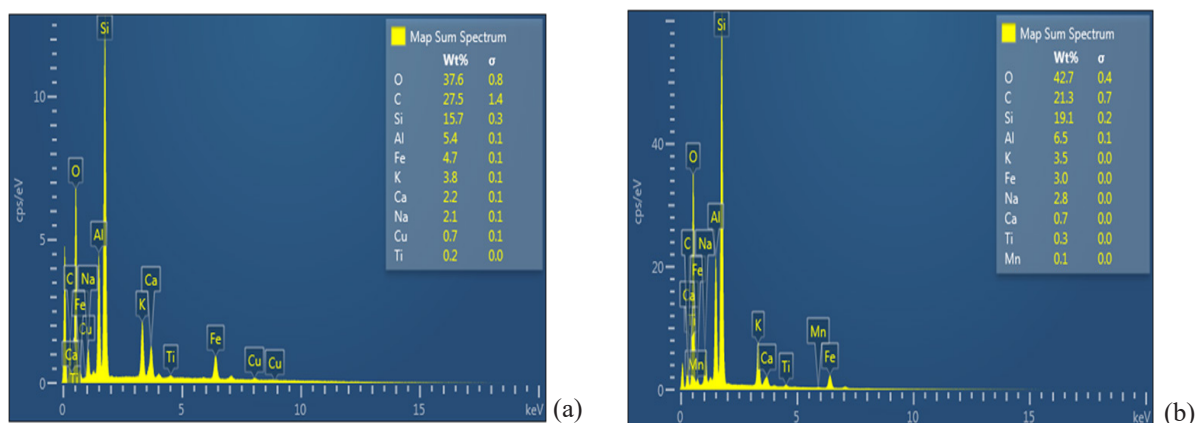 Map Sum Spectrum
Wt% σ
O 37.6 0.8
C 27.5 1.4
Si 15.7 0.3
Al 5.4 0.1
Fe 4.7 0.1
K 3.8 0.1
Ca 2.2 0.1
Na 2.1 0.1
Cu 0.7 0.1
Ti 0.2 0.0
Si
O
Al
C
Na
Fe
Cu
Ca
K
Ca
Ti
Fe
Cu
Cu
cps/eV
10
5
0
0 5 10 15 keV
(a)
Map Sum Spectrum
Wt% σ
O 42.7 0.4
C 21.3 0.7
Si 19.1 0.2
Al 6.5 0.1
K 3.5 0.0
Fe 3.0 0.0
Na 2.8 0.0
Ca 0.7 0.0
Ti 0.3 0.0
Mn 0.1 0.0
Si
O
Al
C
Na
Fe
Ca
Mn
K
Ca
Ti
Mn
Fe
cps/eV
40
20
0
0 5 10 15 keV
(b)